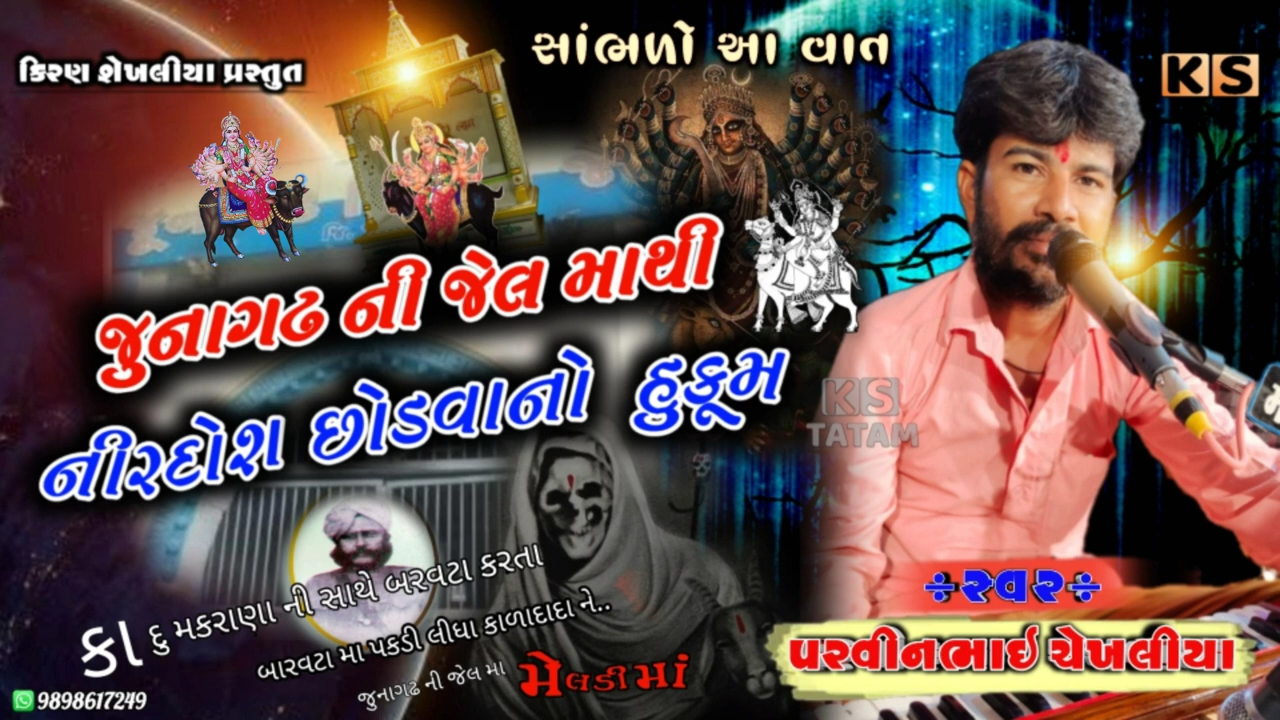 કિરણ શેખલીયા પ્રસ્તુત
સાંભળો આ વાત
KS
જુનાગઢ ની જેલ માથી
નીરદોશ છોડવાનો હુકૂમ
KS
TATAM
કાદુ મકરાણા ની સાથે બરવટા કરતા
બારવટા મા પકડી લીધા કાળાદાદા ને..
જુનાગઢ ની જેલ મા મેલડી માં
÷સ્વર÷
પરવીનભાઇ ચેખલીયા
9898617249